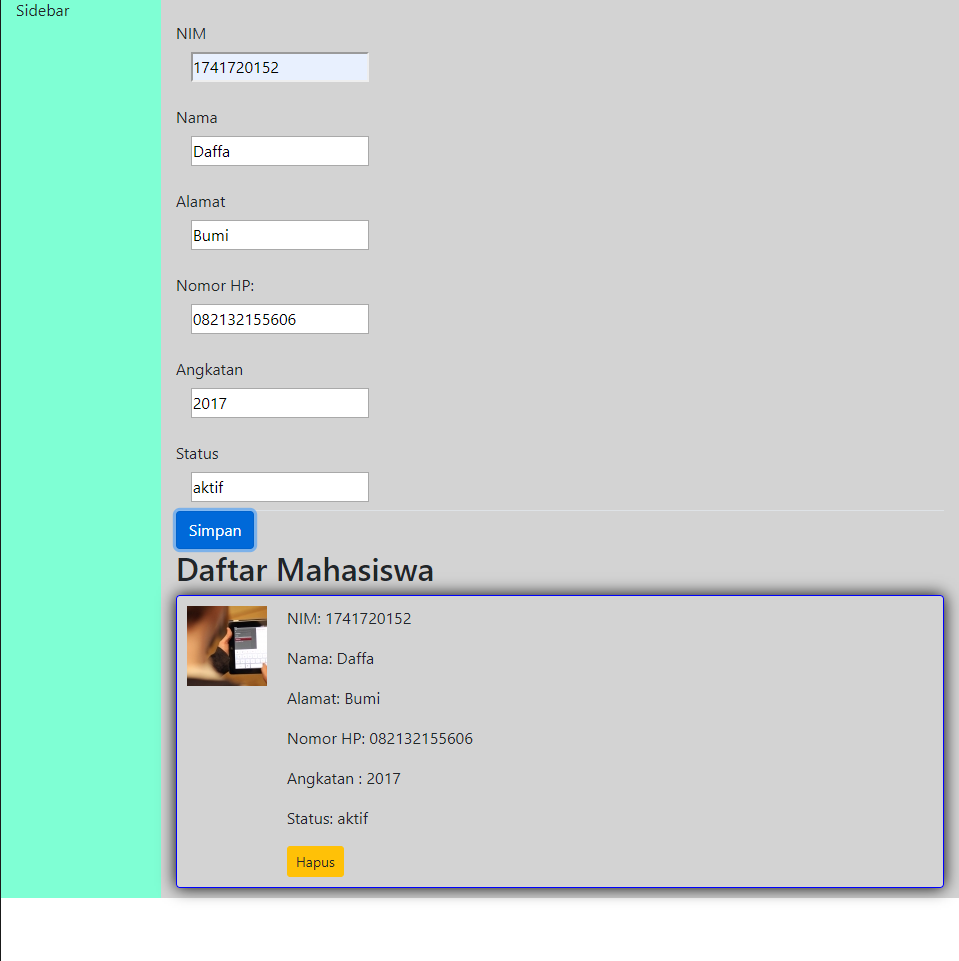 Sidebar
NIM
1741720152
Nama
Daffa
Alamat
Bumi
Nomor HP:
082132155606
Angkatan
2017
Status
aktif
Simpan
Daftar Mahasiswa
NIM: 1741720152
Nama: Daffa
Alamat: Bumi
Nomor HP: 082132155606
Angkatan : 2017
Status: aktif
Hapus